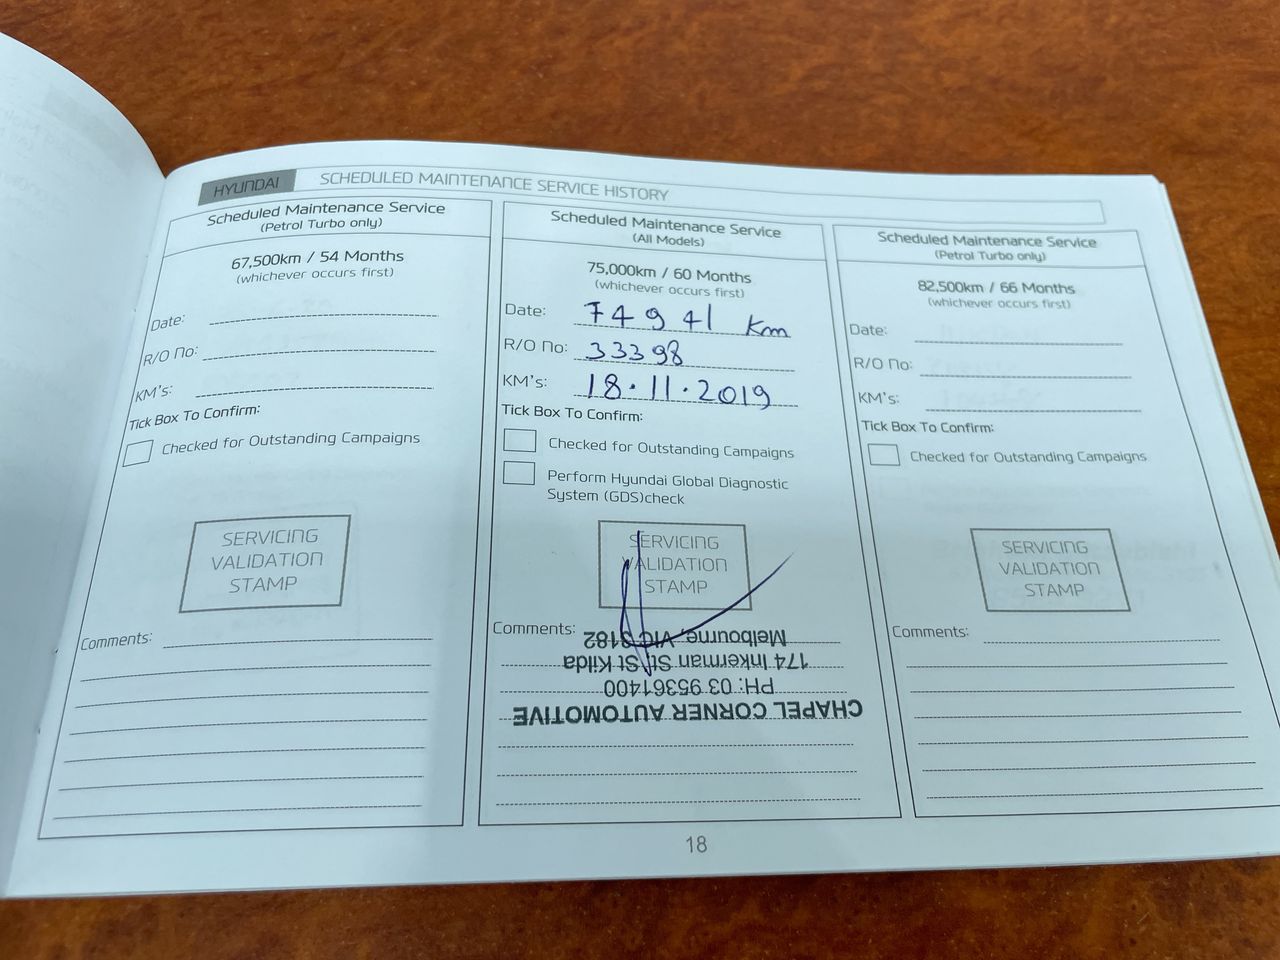 HYUNDAI SCHEDULED MAINTENANCE SERVICE HISTORY
Scheduled Maintenance Service
(Petrol Turbo only)
67,500km / 54 Months
(whichever occurs first)
Date:
R/O No:
KM's:
Tick Box To Confirm:
Checked for Outstanding Campaigns
SERVICING
VALIDATION
STAMP
Comments:
Scheduled Maintenance Service
(All Models)
75,000km / 60 Months
(whichever occurs first)
Date: 74941 Km
R/O No: 33398
KM's: 18.11.2019
Tick Box To Confirm:
Checked for Outstanding Campaigns
Perform Hyundai Global Diagnostic
System (GDS)check
SERVICING
VALIDATION
STAMP
Comments:
CHAPEL CORNER AUTOMOTIVE
PH: 03 95361400
174 Inkerman St, St Kilda
Melbourne, VIC 3182
Scheduled Maintenance Service
(Petrol Turbo only)
82,500km / 66 Months
(whichever occurs first)
Date:
R/O No:
KM's:
Tick Box To Confirm:
Checked for Outstanding Campaigns
SERVICING
VALIDATION
STAMP
Comments:
18